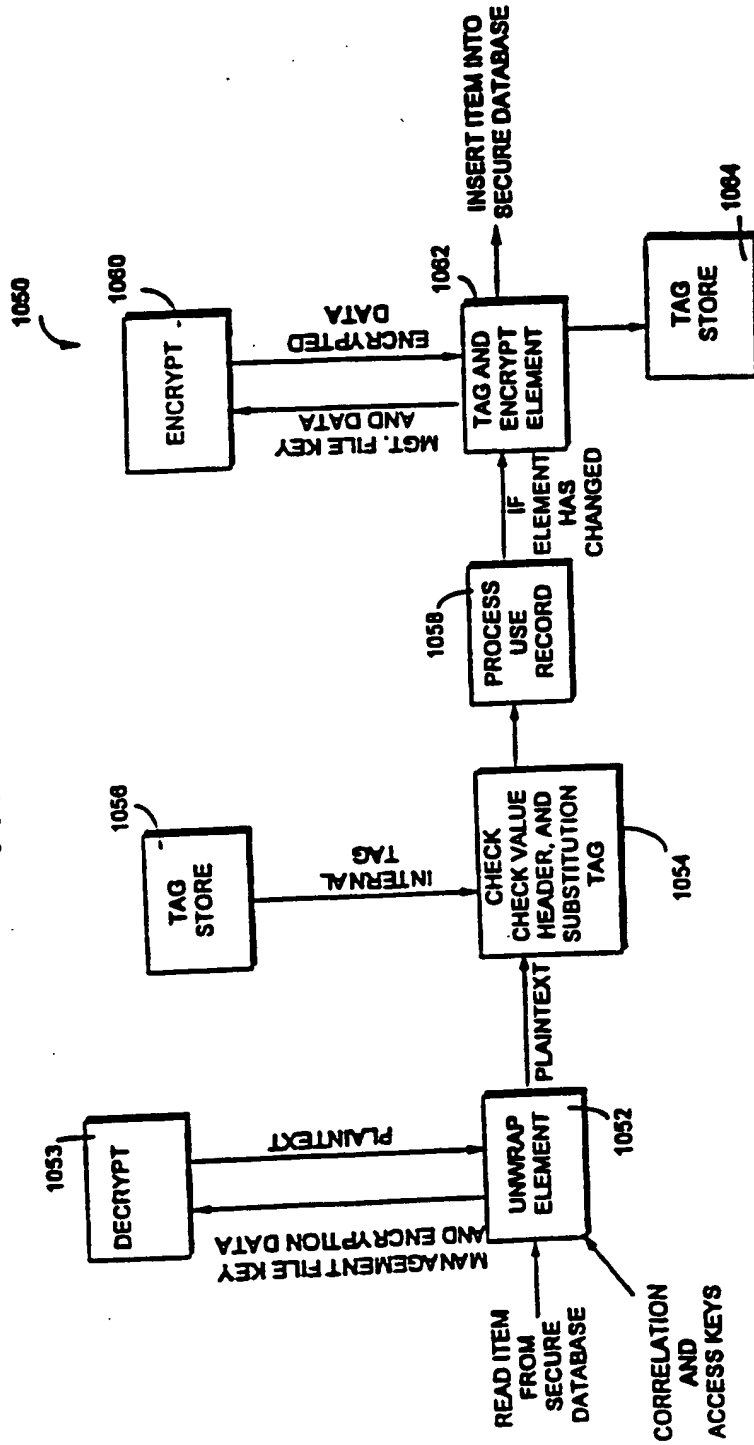 1050
1053
DECRYPT
MANAGEMENT FILE KEY
AND ENCRYPTION DATA
PLAINTEXT
READ ITEM
FROM
SECURE
DATABASE
UNWRAP
ELEMENT
1052
CORRELATION
AND
ACCESS KEYS
PLAINTEXT
1056
TAG
STORE
INTERNAL
TAG
CHECK
CHECK VALUE
HEADER, AND
SUBSTITUTION
TAG
1054
1058
PROCESS
USE
RECORD
IF
ELEMENT
HAS
CHANGED
1060
ENCRYPT
MGT. FILE KEY
AND DATA
ENCRYPTED
DATA
1062
TAG AND
ENCRYPT
ELEMENT
INSERT ITEM INTO
SECURE DATABASE
TAG
STORE
1064